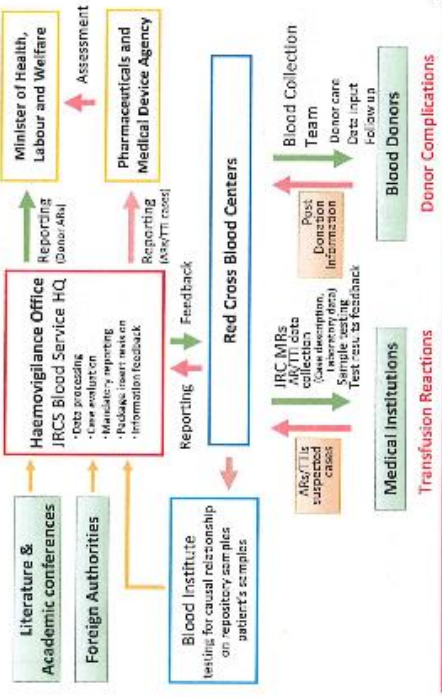 Literature &
Academic conferences
Foreign Authorities
Haemovigilance Office
JRCS Blood Service HQ
· Data processing
· Case evaluation
· Mandatory reporting
· Package insert revision
· Information feedback
Reporting
(Donor ARs)
Minister of Health,
Labour and Welfare
Assessment
Reporting
(ARs/TTI cases)
Pharmaceuticals and
Medical Device Agency
Reporting
Feedback
Blood Institute
testing for causal relationship
on repository samples
patient's samples
Red Cross Blood Centers
ARs/TTIs
suspected
cases
JRC MRs
AR/TTI data
collection
(Case description,
Laboratory data)
Sample testing
Test results feedback
Post
Donation
Information
Blood Collection
Team
Donor care
Data input
Follow up
Medical Institutions
Blood Donors
Transfusion Reactions
Donor Complications